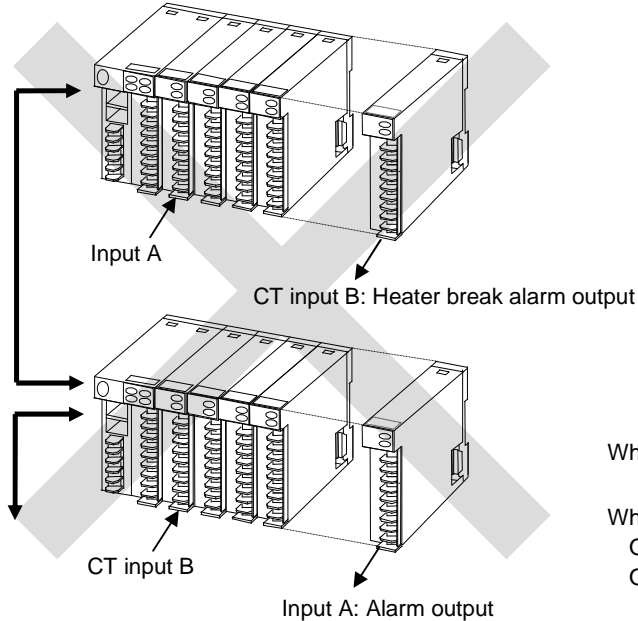 Input A
CT input B: Heater break alarm output
CT input B
Input A: Alarm output